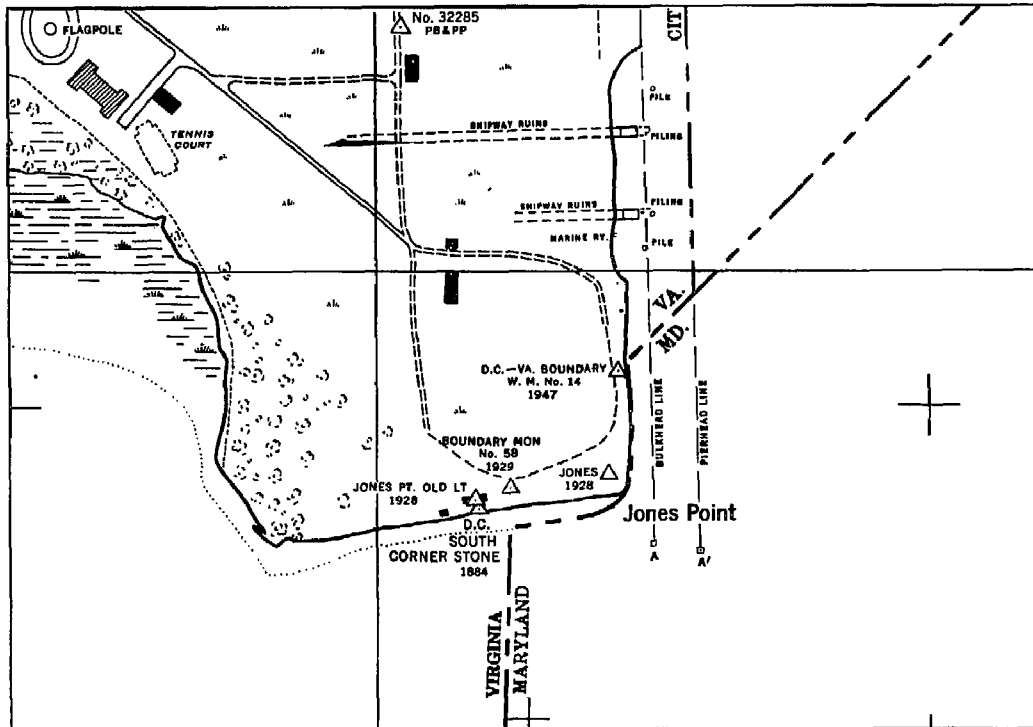 No. 32285
PB & PP
FLAGPOLE
CIT
PILE
SHIPWAY RUINS
PILING
TENNIS
COURT
SHIPWAY RUINS
PILING
MARINE RY.
PILE
VA.
MD.
D.C.—VA. BOUNDARY
W. M. No. 14
1947
BULKHEAD LINE
PIERHEAD LINE
BOUNDARY MON
No. 58
1929
JONES
1928
JONES PT. OLD LT
1928
Jones Point
D.C.
SOUTH
CORNER STONE
1884
A
A'
VIRGINIA
MARYLAND